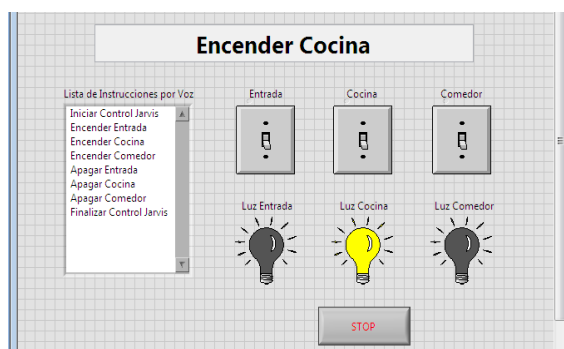 Encender Cocina
Lista de Instrucciones por Voz
Iniciar Control Jarvis
Encender Entrada
Encender Cocina
Encender Comedor
Apagar Entrada
Apagar Cocina
Apagar Comedor
Finalizar Control Jarvis
Entrada
Cocina
Comedor
Luz Entrada
Luz Cocina
Luz Comedor
STOP